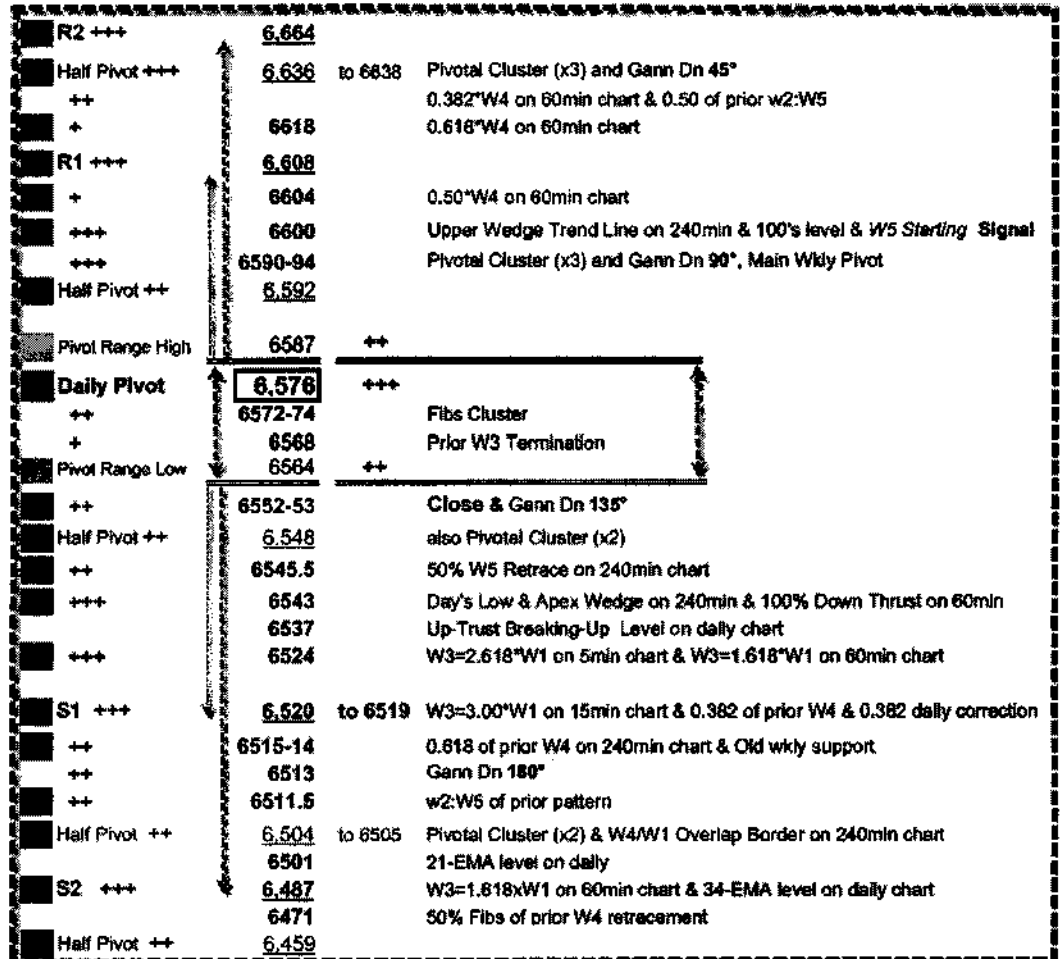 R2 +++ 6,664
Half Pivot +++ 6,636 to 6638 Pivotal Cluster (x3) and Gann Dn 45°
++ 0.382*W4 on 60min chart & 0.50 of prior w2:W5
+ 6618 0.618*W4 on 60min chart
R1 +++ 6,608
+ 6604 0.50*W4 on 60min chart
+++ 6600 Upper Wedge Trend Line on 240min & 100's level & W5 Starting Signal
+++ 6590-94 Pivotal Cluster (x3) and Gann Dn 90°, Main Wkly Pivot
Half Pivot ++ 6,592
Pivot Range High 6587 ++
Daily Pivot 6,576 +++
++ 6572-74 Fibs Cluster
+ 6568 Prior W3 Termination
Pivot Range Low 6564 ++
++ 6552-53 Close & Gann Dn 135°
Half Pivot ++ 6,548 also Pivotal Cluster (x2)
++ 6545.5 50% W5 Retrace on 240min chart
+++ 6543 Day's Low & Apex Wedge on 240min & 100% Down Thrust on 60min
6537 Up-Trust Breaking-Up Level on daily chart
+++ 6524 W3=2.618*W1 on 5min chart & W3=1.618*W1 on 60min chart
S1 +++ 6,520 to 6519 W3=3.00*W1 on 15min chart & 0.382 of prior W4 & 0.382 daily correction
++ 6515-14 0.618 of prior W4 on 240min chart & Old wkly support
++ 6513 Gann Dn 180°
++ 6511.5 w2:W5 of prior pattern
Half Pivot ++ 6,504 to 6505 Pivotal Cluster (x2) & W4/W1 Overlap Border on 240min chart
6501 21-EMA level on daily
S2 +++ 6,487 W3=1.618xW1 on 60min chart & 34-EMA level on daily chart
6471 50% Fibs of prior W4 retracement
Half Pivot ++ 6,459